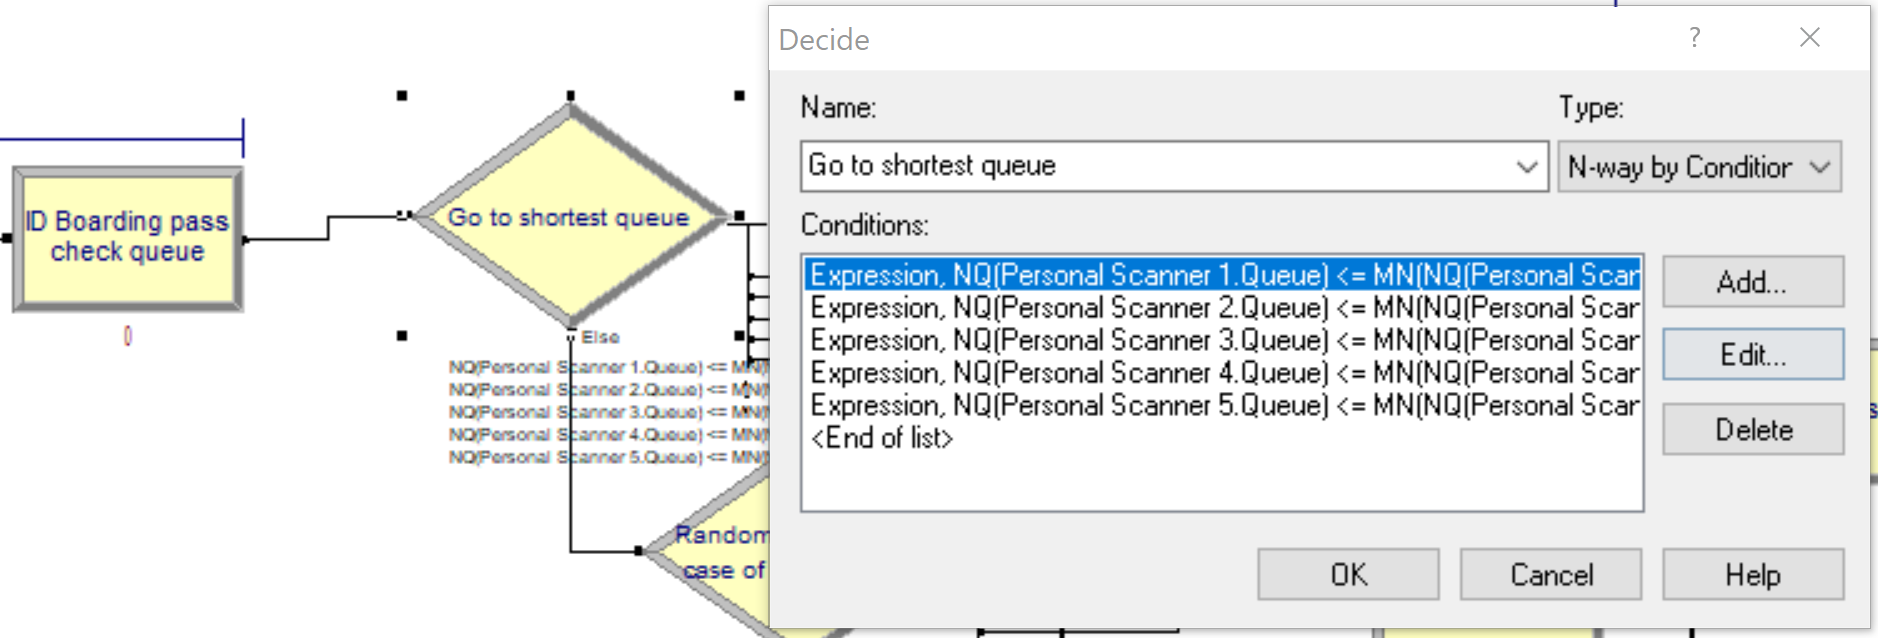 ID Boarding pass
check queue
0
Go to shortest queue
Else
NQ(Personal Scanner 1.Queue) <= MN(
NQ(Personal Scanner 2.Queue) <= MN(
NQ(Personal Scanner 3.Queue) <= MN(
NQ(Personal Scanner 4.Queue) <= MN(
NQ(Personal Scanner 5.Queue) <= MN(
Random
case of
Decide
?
Name:
Type:
Go to shortest queue
N-way by Condition
Conditions:
Expression, NQ(Personal Scanner 1.Queue) <= MN(NQ(Personal Scar
Expression, NQ(Personal Scanner 2.Queue) <= MN(NQ(Personal Scar
Expression, NQ(Personal Scanner 3.Queue) <= MN(NQ(Personal Scar
Expression, NQ(Personal Scanner 4.Queue) <= MN(NQ(Personal Scar
Expression, NQ(Personal Scanner 5.Queue) <= MN(NQ(Personal Scar
<End of list>
Add...
Edit...
Delete
OK
Cancel
Help